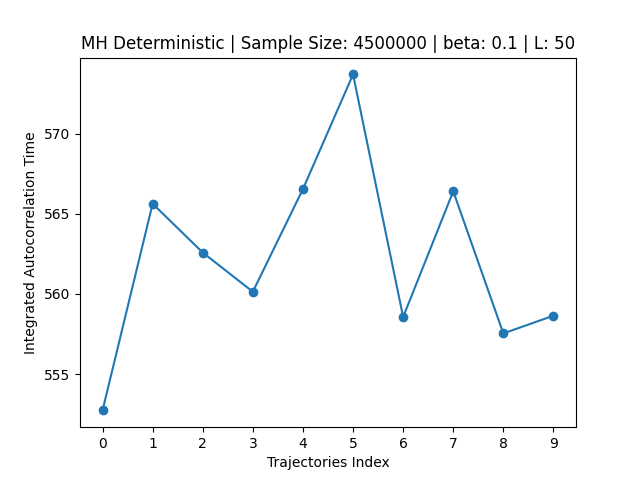 MH Deterministic | Sample Size: 4500000 | beta: 0.1 | L: 50
Integrated Autocorrelation Time
570
565
560
555
0 1 2 3 4 5 6 7 8 9
Trajectories Index